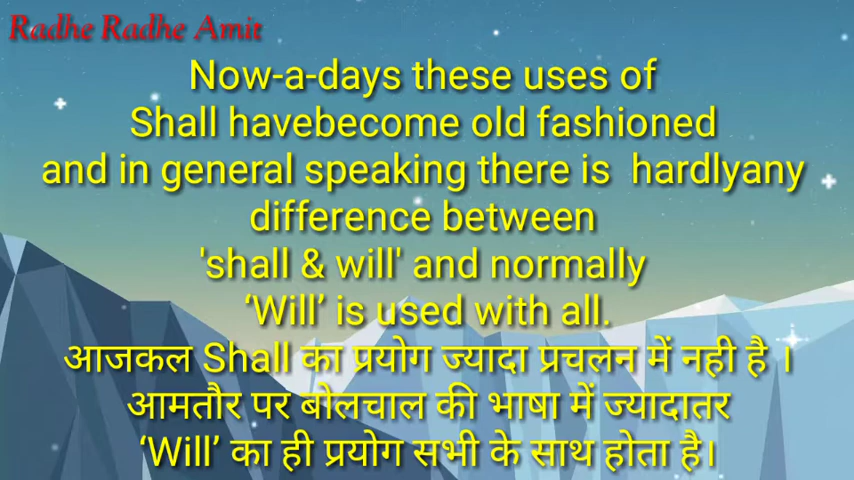 Radhe Radhe Amit
Now-a-days these uses of
Shall havebecome old fashioned
and in general speaking there is hardlyany
difference between
'shall & will' and normally
‘Will’ is used with all.
आजकल Shall का प्रयोग ज्यादा प्रचलन में नही है ।
आमतौर पर बोलचाल की भाषा में ज्यादातर
‘Will’ का ही प्रयोग सभी के साथ होता है।